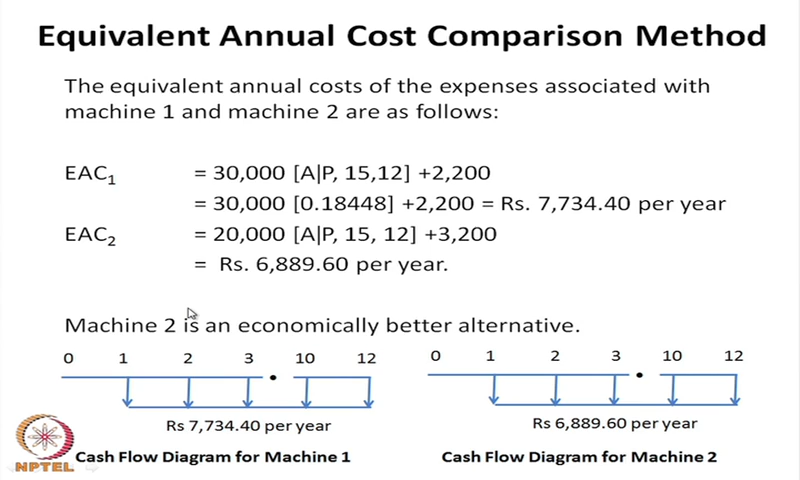 Equivalent Annual Cost Comparison Method
The equivalent annual costs of the expenses associated with
machine 1 and machine 2 are as follows:
EAC₁ = 30,000 [A|P, 15,12] +2,200
= 30,000 [0.18448] +2,200 = Rs. 7,734.40 per year
EAC₂ = 20,000 [A|P, 15, 12] +3,200
= Rs. 6,889.60 per year.
Machine 2 is an economically better alternative.
0 1 2 3 10 12
Rs 7,734.40 per year
Cash Flow Diagram for Machine 1
0 1 2 3 10 12
Rs 6,889.60 per year
Cash Flow Diagram for Machine 2
NPTEL